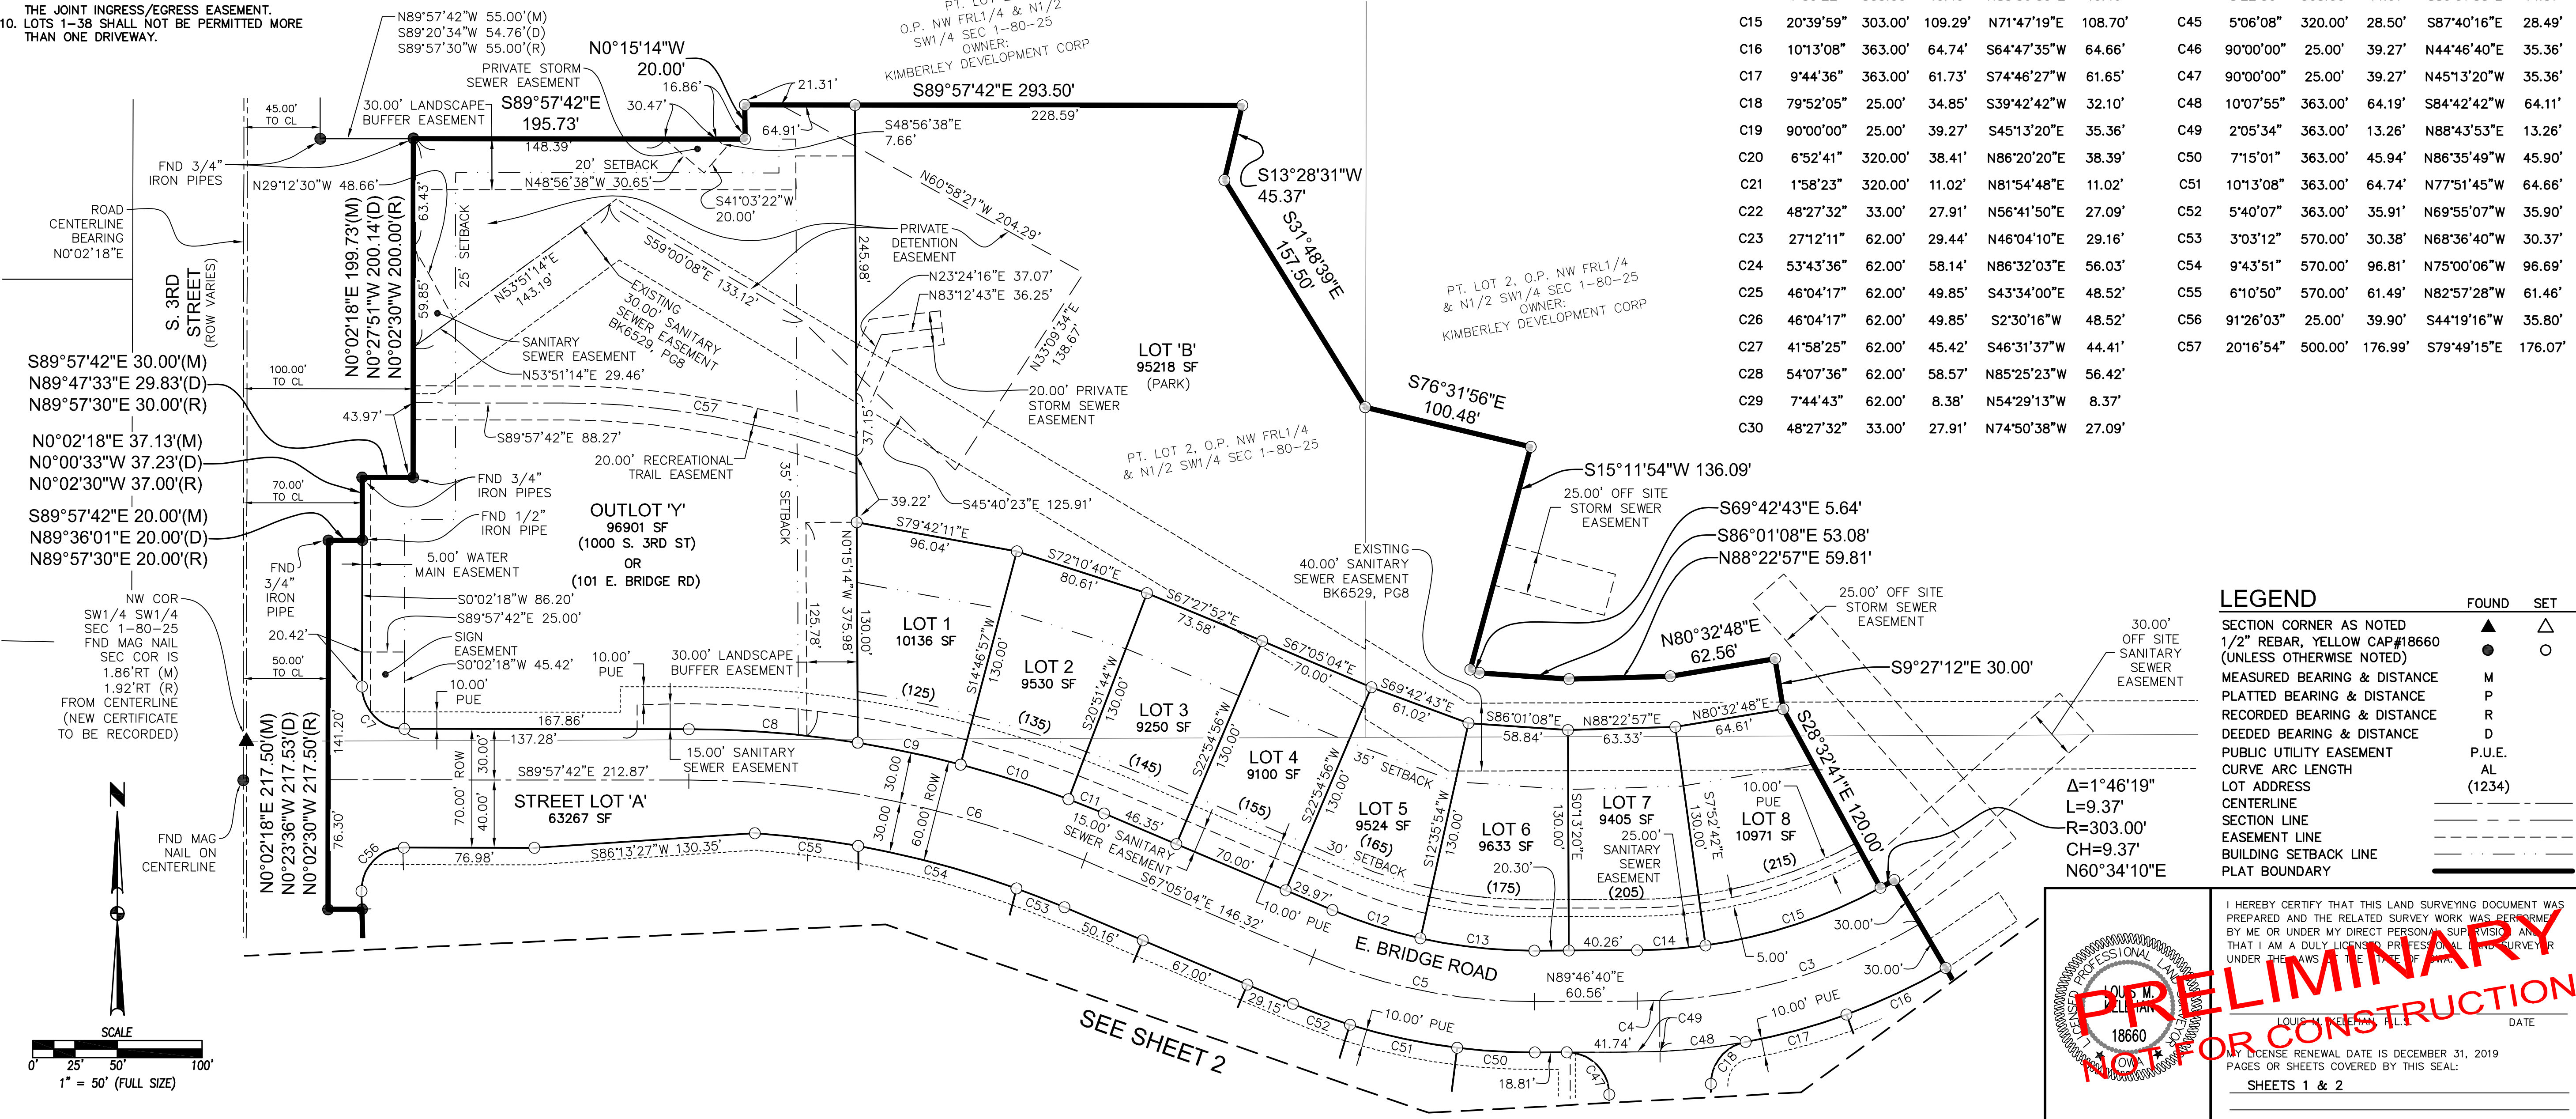 THE JOINT INGRESS/EGRESS EASEMENT.
10. LOTS 1-38 SHALL NOT BE PERMITTED MORE
THAN ONE DRIVEWAY.
N89°57'42"W 55.00'(M)
S89°20'34"W 54.76'(D)
S89°57'30"W 55.00'(R)
PRIVATE STORM
SEWER EASEMENT
N0°15'14"W
20.00'
16.86'
30.47'
21.31'
O.P. NW FRL1/4 & N1/2
SW1/4 SEC 1-80-25
OWNER:
KIMBERLEY DEVELOPMENT CORP
S89°57'42"E 293.50'
228.59'
45.00'
TO CL
30.00' LANDSCAPE
BUFFER EASEMENT
S89°57'42"E
195.73'
148.39'
64.91'
S48°56'38"E
7.66'
FND 3/4"
IRON PIPES
20' SETBACK
N29°12'30"W 48.66'
N48°56'38"W 30.65'
S41°03'22"W
20.00'
N60°58'21"W 204.29'
S13°28'31"W
45.37'
S31°48'39"E
157.50'
ROAD
CENTERLINE
BEARING
N0°02'18"E
S. 3RD
STREET
(ROW VARIES)
N0°02'18"E 199.73'(M)
N0°27'51"W 200.14'(D)
N0°02'30"W 200.00'(R)
63.43'
59.85'
25' SETBACK
N53°51'14"E
143.19'
S59°00'08"E 133.12'
EXISTING
30.00' SANITARY
SEWER EASEMENT
BK6529, PG8
245.98'
PRIVATE
DETENTION
EASEMENT
N23°24'16"E 37.07'
N83°12'43"E 36.25'
N33°09'34"E
138.67'
SANITARY
SEWER EASEMENT
N53°51'14"E 29.46'
LOT 'B'
95218 SF
(PARK)
PT. LOT 2, O.P. NW FRL1/4
& N1/2 SW1/4 SEC 1-80-25
OWNER:
KIMBERLEY DEVELOPMENT CORP
S89°57'42"E 30.00'(M)
N89°47'33"E 29.83'(D)
N89°57'30"E 30.00'(R)
100.00'
TO CL
43.97'
C57
S89°57'42"E 88.27'
20.00' RECREATIONAL
TRAIL EASEMENT
37.15'
20.00' PRIVATE
STORM SEWER
EASEMENT
S76°31'56"E
100.48'
N0°02'18"E 37.13'(M)
N0°00'33"W 37.23'(D)
N0°02'30"W 37.00'(R)
PT. LOT 2, O.P. NW FRL1/4
& N1/2 SW1/4 SEC 1-80-25
70.00'
TO CL
FND 3/4"
IRON PIPES
35' SETBACK
39.22'
S45°40'23"E 125.91'
S15°11'54"W 136.09'
25.00' OFF SITE
STORM SEWER
EASEMENT
S89°57'42"E 20.00'(M)
N89°36'01"E 20.00'(D)
N89°57'30"E 20.00'(R)
FND 1/2"
IRON PIPE
OUTLOT 'Y'
96901 SF
(1000 S. 3RD ST)
OR
(101 E. BRIDGE RD)
S79°42'11"E
96.04'
S72°10'40"E
80.61'
S67°27'52"E
73.58'
S67°05'04"E
70.00'
S69°42'43"E
61.02'
S69°42'43"E 5.64'
S86°01'08"E 53.08'
N88°22'57"E 59.81'
FND
3/4"
IRON
PIPE
5.00' WATER
MAIN EASEMENT
S0°02'18"W 86.20'
S89°57'42"E 25.00'
SIGN
EASEMENT
S0°02'18"W 45.42'
20.42'
50.00'
TO CL
NW COR
SW1/4 SW1/4
SEC 1-80-25
FND MAG NAIL
SEC COR IS
1.86'RT (M)
1.92'RT (R)
FROM CENTERLINE
(NEW CERTIFICATE
TO BE RECORDED)
10.00'
PUE
10.00'
PUE
30.00' LANDSCAPE
BUFFER EASEMENT
125.78'
N0°15'14"W 375.98'
130.00'
EXISTING
40.00' SANITARY
SEWER EASEMENT
BK6529, PG8
N80°32'48"E
62.56'
25.00' OFF SITE
STORM SEWER
EASEMENT
S9°27'12"E 30.00'
30.00'
OFF SITE
SANITARY
SEWER
EASEMENT
LOT 1
10136 SF
(125)
S14°46'57"W
130.00'
LOT 2
9530 SF
(135)
S20°51'44"W
130.00'
LOT 3
9250 SF
(145)
S22°54'56"W
130.00'
LOT 4
9100 SF
(155)
S22°54'56"W
130.00'
35' SETBACK
LOT 5
9524 SF
(165)
30' SETBACK
S12°35'54"W
130.00'
S86°01'08"E
58.84'
N88°22'57"E
63.33'
N80°32'48"E
64.61'
LOT 6
9633 SF
20.30'
(175)
S0°13'20"E
130.00'
LOT 7
9405 SF
25.00'
SANITARY
SEWER
EASEMENT
(205)
S7°52'42"E
130.00'
10.00'
PUE
LOT 8
10971 SF
(215)
S28°32'41"E 120.00'
C7
141.20'
167.86'
137.28'
C8
15.00' SANITARY
SEWER EASEMENT
C9
C10
C11
46.35'
15.00' SANITARY
SEWER EASEMENT
70.00'
29.97'
10.00' PUE
C12
C13
40.26'
C14
C15
5.00'
30.00'
30.00'
N0°02'18"E 217.50'(M)
N0°23'36"W 217.53'(D)
N0°02'30"W 217.50'(R)
76.30'
70.00' ROW
30.00'
40.00'
S89°57'42"E 212.87'
STREET LOT 'A'
63267 SF
30.00
30.00
60.00' ROW
C6
S67°05'04"E 146.32'
E. BRIDGE ROAD
N89°46'40"E
60.56'
C5
C3
C4
C49
41.74'
C48
10.00' PUE
C17
C16
C18
FND MAG
NAIL ON
CENTERLINE
C56
76.98'
S86°13'27"W 130.35'
C55
C54
C53
50.16'
67.00'
29.15'
C52
10.00' PUE
C51
C50
18.81'
C47
SEE SHEET 2
N
SCALE
0' 25' 50' 100'
1" = 50' (FULL SIZE)
C15 20°39'59" 303.00' 109.29' N71°47'19"E 108.70'
C16 10°13'08" 363.00' 64.74' S64°47'35"W 64.66'
C17 9°44'36" 363.00' 61.73' S74°46'27"W 61.65'
C18 79°52'05" 25.00' 34.85' S39°42'42"W 32.10'
C19 90°00'00" 25.00' 39.27' S45°13'20"E 35.36'
C20 6°52'41" 320.00' 38.41' N86°20'20"E 38.39'
C21 1°58'23" 320.00' 11.02' N81°54'48"E 11.02'
C22 48°27'32" 33.00' 27.91' N56°41'50"E 27.09'
C23 27°12'11" 62.00' 29.44' N46°04'10"E 29.16'
C24 53°43'36" 62.00' 58.14' N86°32'03"E 56.03'
C25 46°04'17" 62.00' 49.85' S43°34'00"E 48.52'
C26 46°04'17" 62.00' 49.85' S2°30'16"W 48.52'
C27 41°58'25" 62.00' 45.42' S46°31'37"W 44.41'
C28 54°07'36" 62.00' 58.57' N85°25'23"W 56.42'
C29 7°44'43" 62.00' 8.38' N54°29'13"W 8.37'
C30 48°27'32" 33.00' 27.91' N74°50'38"W 27.09'
C45 5°06'08" 320.00' 28.50' S87°40'16"E 28.49'
C46 90°00'00" 25.00' 39.27' N44°46'40"E 35.36'
C47 90°00'00" 25.00' 39.27' N45°13'20"W 35.36'
C48 10°07'55" 363.00' 64.19' S84°42'42"W 64.11'
C49 2°05'34" 363.00' 13.26' N88°43'53"E 13.26'
C50 7°15'01" 363.00' 45.94' N86°35'49"W 45.90'
C51 10°13'08" 363.00' 64.74' N77°51'45"W 64.66'
C52 5°40'07" 363.00' 35.91' N69°55'07"W 35.90'
C53 3°03'12" 570.00' 30.38' N68°36'40"W 30.37'
C54 9°43'51" 570.00' 96.81' N75°00'06"W 96.69'
C55 6°10'50" 570.00' 61.49' N82°57'28"W 61.46'
C56 91°26'03" 25.00' 39.90' S44°19'16"W 35.80'
C57 20°16'54" 500.00' 176.99' S79°49'15"E 176.07'
LEGEND FOUND SET
SECTION CORNER AS NOTED
1/2" REBAR, YELLOW CAP#18660
(UNLESS OTHERWISE NOTED)
MEASURED BEARING & DISTANCE M
PLATTED BEARING & DISTANCE P
RECORDED BEARING & DISTANCE R
DEEDED BEARING & DISTANCE D
PUBLIC UTILITY EASEMENT P.U.E.
CURVE ARC LENGTH AL
LOT ADDRESS (1234)
CENTERLINE
SECTION LINE
EASEMENT LINE
BUILDING SETBACK LINE
PLAT BOUNDARY
Δ=1°46'19"
L=9.37'
R=303.00'
CH=9.37'
N60°34'10"E
I HEREBY CERTIFY THAT THIS LAND SURVEYING DOCUMENT WAS
PREPARED AND THE RELATED SURVEY WORK WAS PERFORMED
BY ME OR UNDER MY DIRECT PERSONAL SUPERVISION AND
THAT I AM A DULY LICENSED PROFESSIONAL LAND SURVEYOR
UNDER THE LAWS OF THE STATE OF IOWA.
PRELIMINARY
NOT FOR CONSTRUCTION
LICENSED PROFESSIONAL LAND SURVEYOR
LOUIS M.
KELEHAN
18660
IOWA
LOUIS M. KELEHAN, P.L.S. DATE
MY LICENSE RENEWAL DATE IS DECEMBER 31, 2019
PAGES OR SHEETS COVERED BY THIS SEAL:
SHEETS 1 & 2